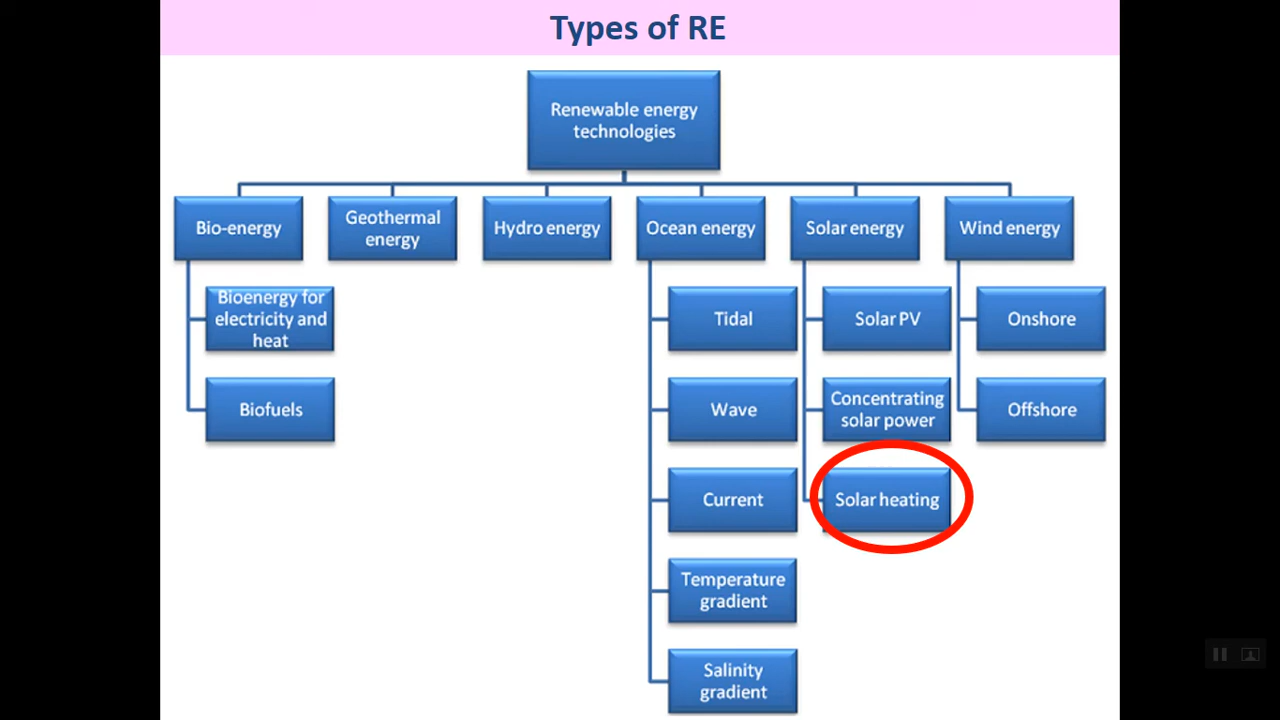 Types of RE
Renewable energy
technologies
Bio-energy
Geothermal
energy
Hydro energy
Ocean energy
Solar energy
Wind energy
Bioenergy for
electricity and
heat
Biofuels
Tidal
Wave
Current
Temperature
gradient
Salinity
gradient
Solar PV
Concentrating
solar power
Solar heating
Onshore
Offshore